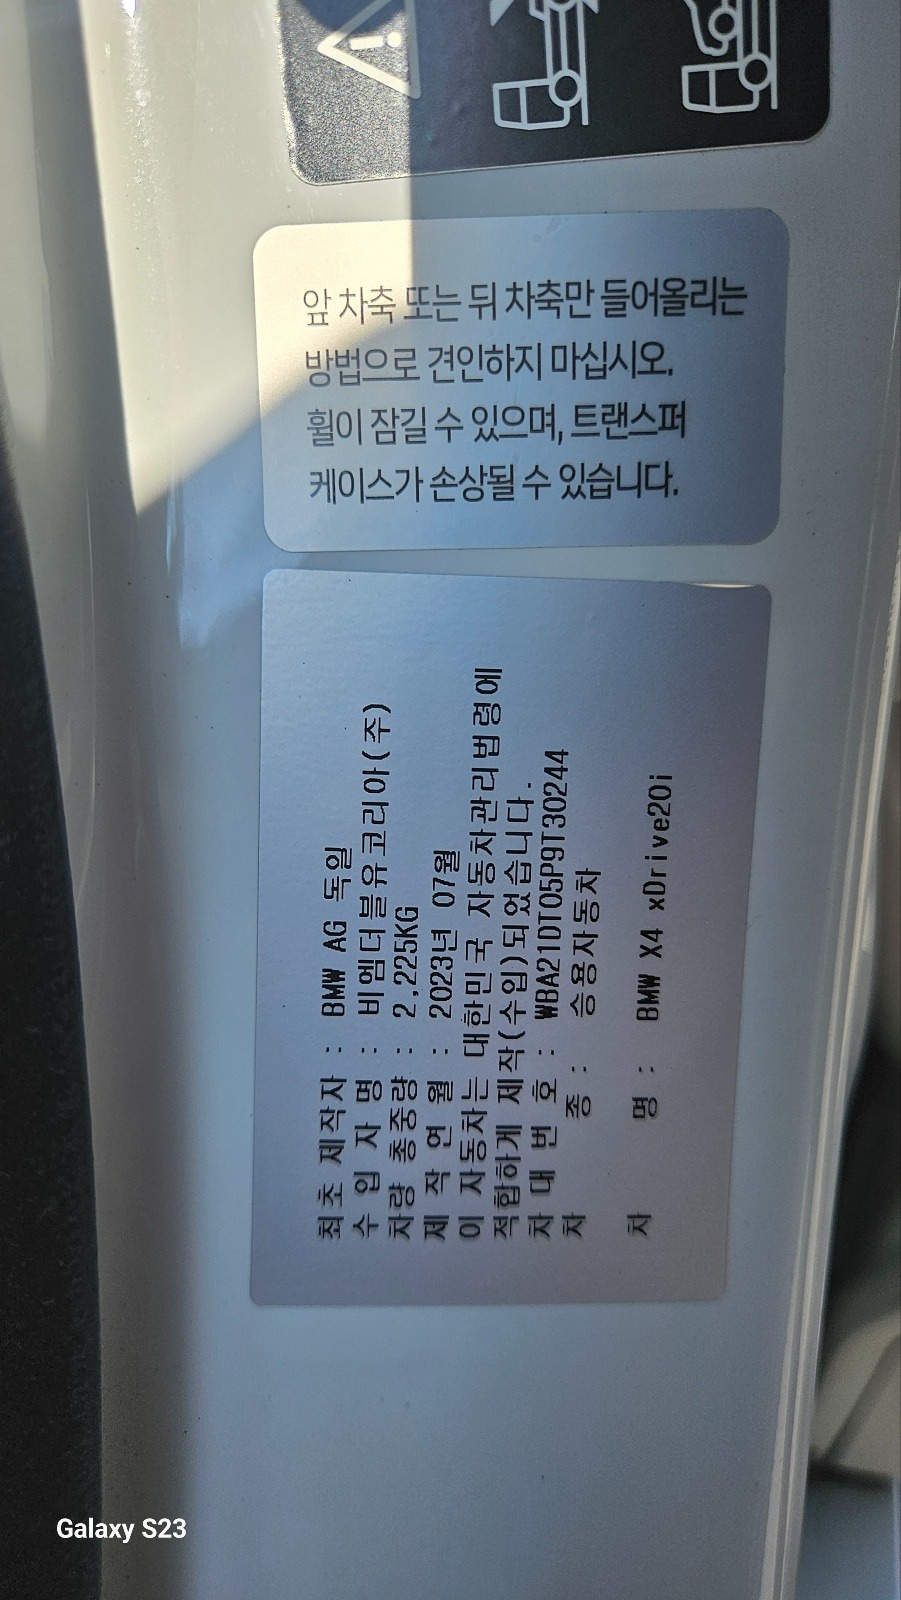 앞 차축 또는 뒤 차축만 들어올리는
방법으로 견인하지 마십시오.
휠이 잠길 수 있으며, 트랜스퍼
케이스가 손상될 수 있습니다.
최초 제작자 : BMW AG 독일
수 입 자 명 : 비엠더블유코리아(주)
차량 총중량 : 2,225KG
제 작 연 월 : 2023년 07월
이 자동차는 대한민국 자동차관리법령에
적합하게 제작(수입)되었습니다.
차 대 번 호 : WBA21DT05P9T30244
차 종 : 승용자동차
차 명 : BMW X4 xDrive20i
Galaxy S23